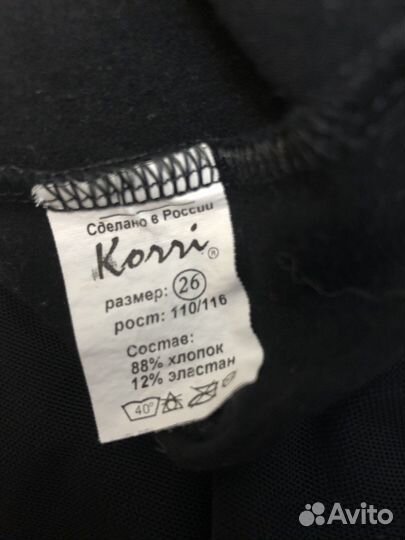 Сделано в России
Korri ®
размер: 26
рост: 110/116
Состав:
88% хлопок
12% эластан
40°
Avito